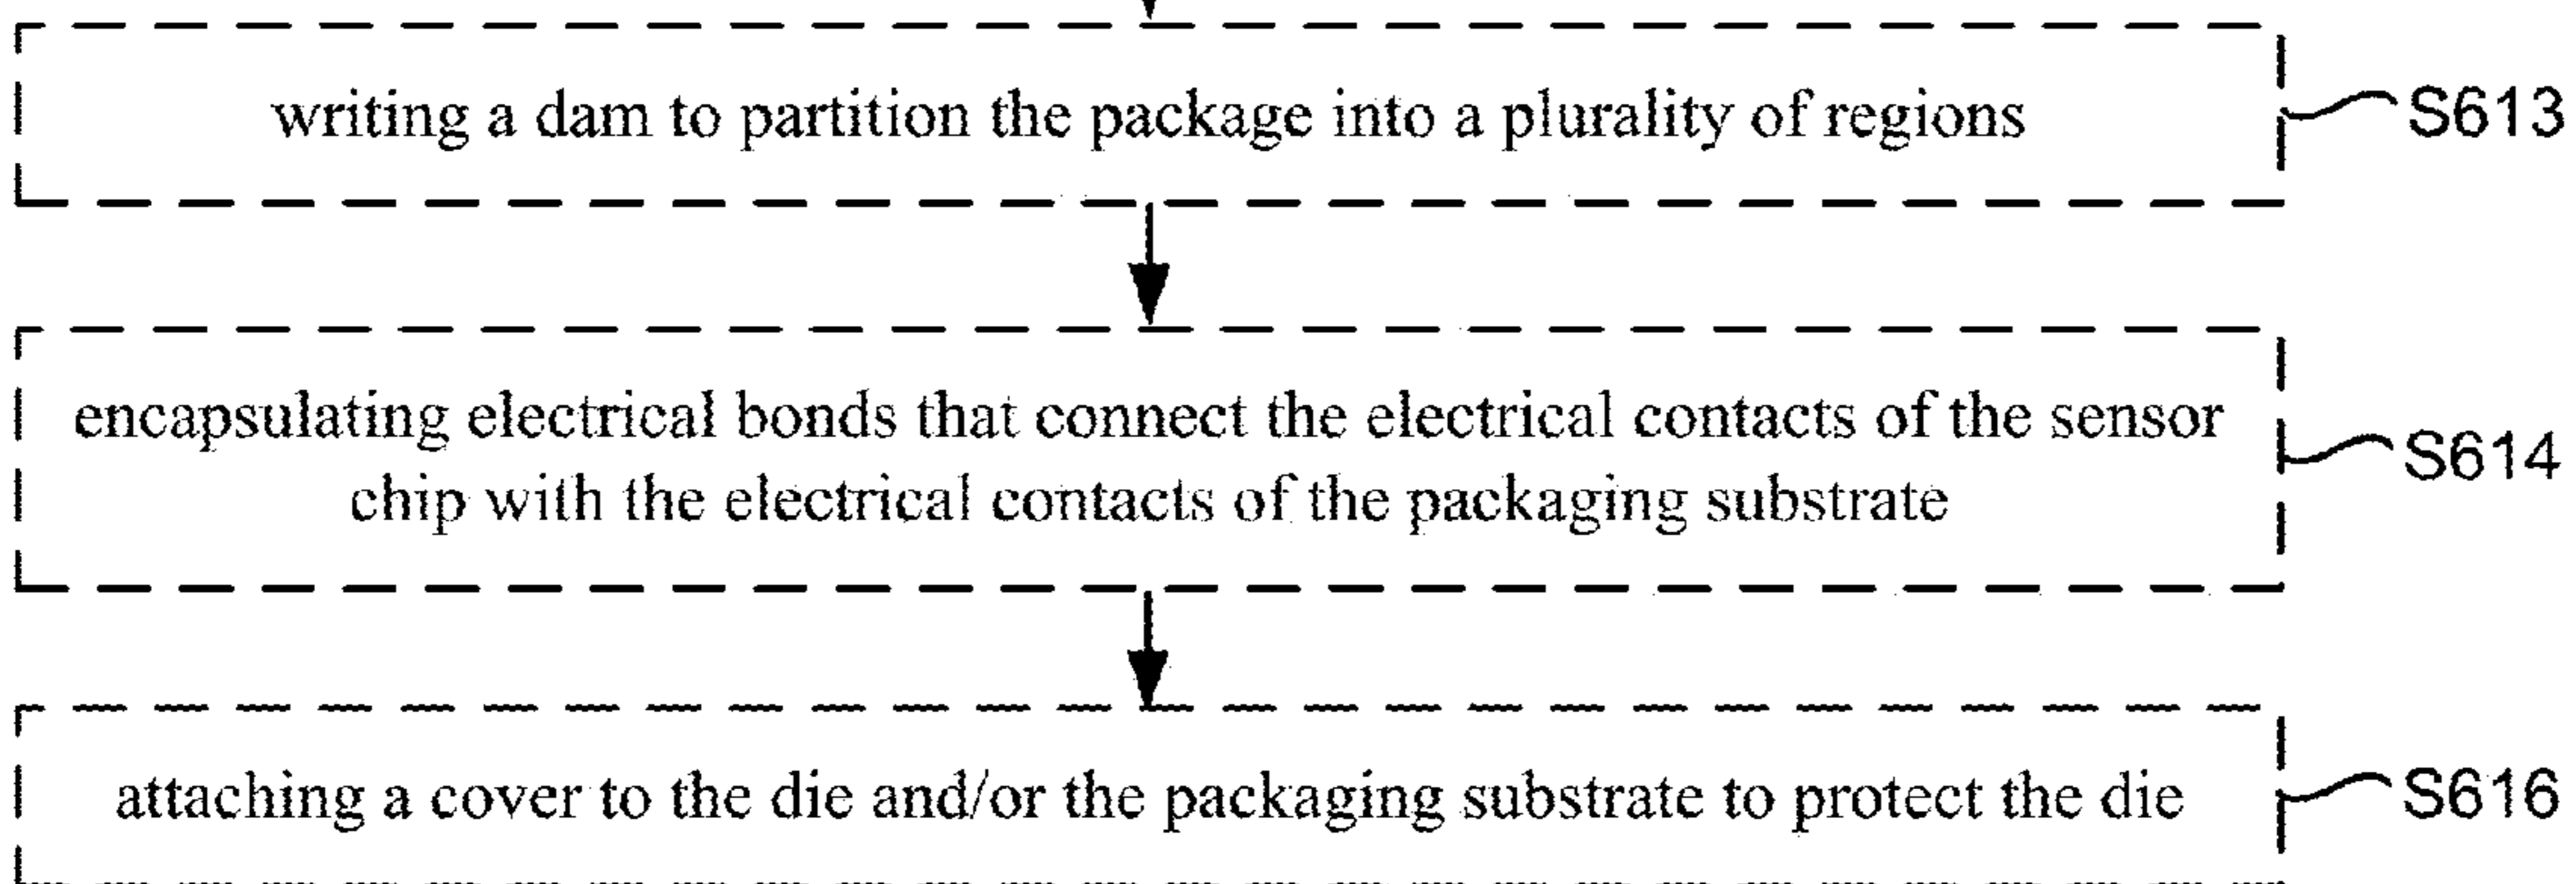 writing a dam to partition the package into a plurality of regions
S613
encapsulating electrical bonds that connect the electrical contacts of the sensor
chip with the electrical contacts of the packaging substrate
S614
attaching a cover to the die and/or the packaging substrate to protect the die
S616